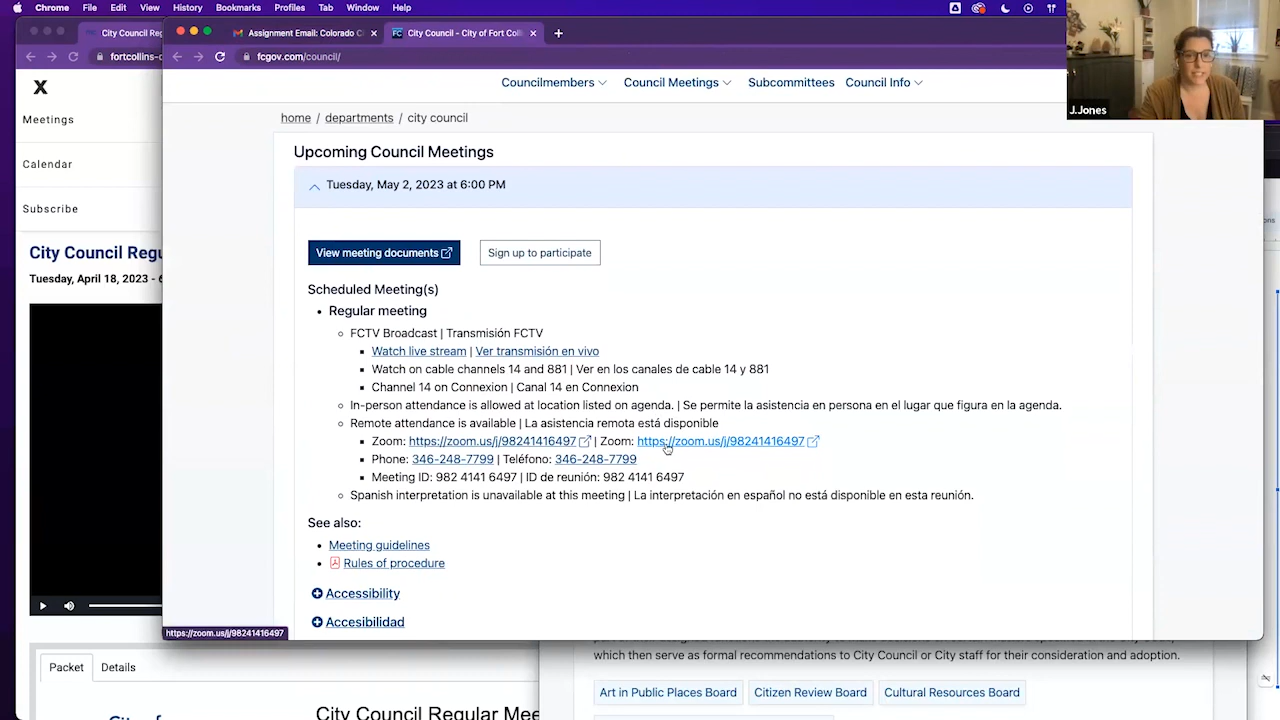 Chrome File Edit View History Bookmarks Profiles Tab Window Help
City Council Reg
Assignment Email: Colorado C
City Council - City of Fort Coll
fortcollins-c
fcgov.com/council/
J.Jones
X
Meetings
Calendar
Subscribe
City Council Regu
Tuesday, April 18, 2023 - 6
Councilmembers Council Meetings Subcommittees Council Info
home / departments / city council
Upcoming Council Meetings
Tuesday, May 2, 2023 at 6:00 PM
View meeting documents Sign up to participate
Scheduled Meeting(s)
Regular meeting
FCTV Broadcast | Transmisión FCTV
Watch live stream | Ver transmisión en vivo
Watch on cable channels 14 and 881 | Ver en los canales de cable 14 y 881
Channel 14 on Connexion | Canal 14 en Connexion
In-person attendance is allowed at location listed on agenda. | Se permite la asistencia en persona en el lugar que figura en la agenda.
Remote attendance is available | La asistencia remota está disponible
Zoom: https://zoom.us/j/98241416497 | Zoom: https://zoom.us/j/98241416497
Phone: 346-248-7799 | Teléfono: 346-248-7799
Meeting ID: 982 4141 6497 | ID de reunión: 982 4141 6497
Spanish interpretation is unavailable at this meeting | La interpretación en español no está disponible en esta reunión.
See also:
Meeting guidelines
Rules of procedure
Accessibility
Accesibilidad
https://zoom.us/j/98241416497
ons
which then serve as formal recommendations to City Council or City staff for their consideration and adoption.
Art in Public Places Board Citizen Review Board Cultural Resources Board
Packet Details
City Council Regular Mee